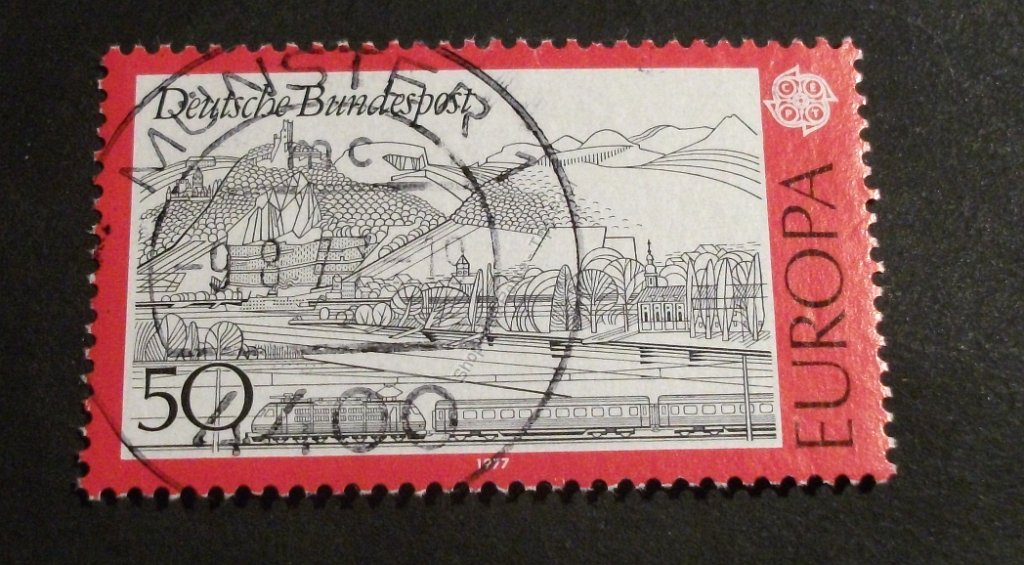 Deutsche Bundespost
MÜNSTER
C E P T
EUROPA
50
1977